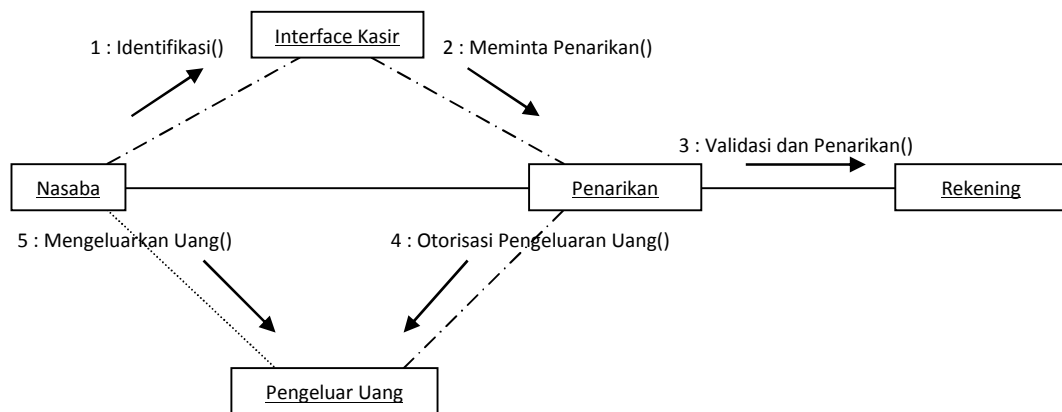 Interface Kasir
1 : Identifikasi()
2 : Meminta Penarikan()
3 : Validasi dan Penarikan()
Nasaba
Penarikan
Rekening
5 : Mengeluarkan Uang()
4 : Otorisasi Pengeluaran Uang()
Pengeluar Uang